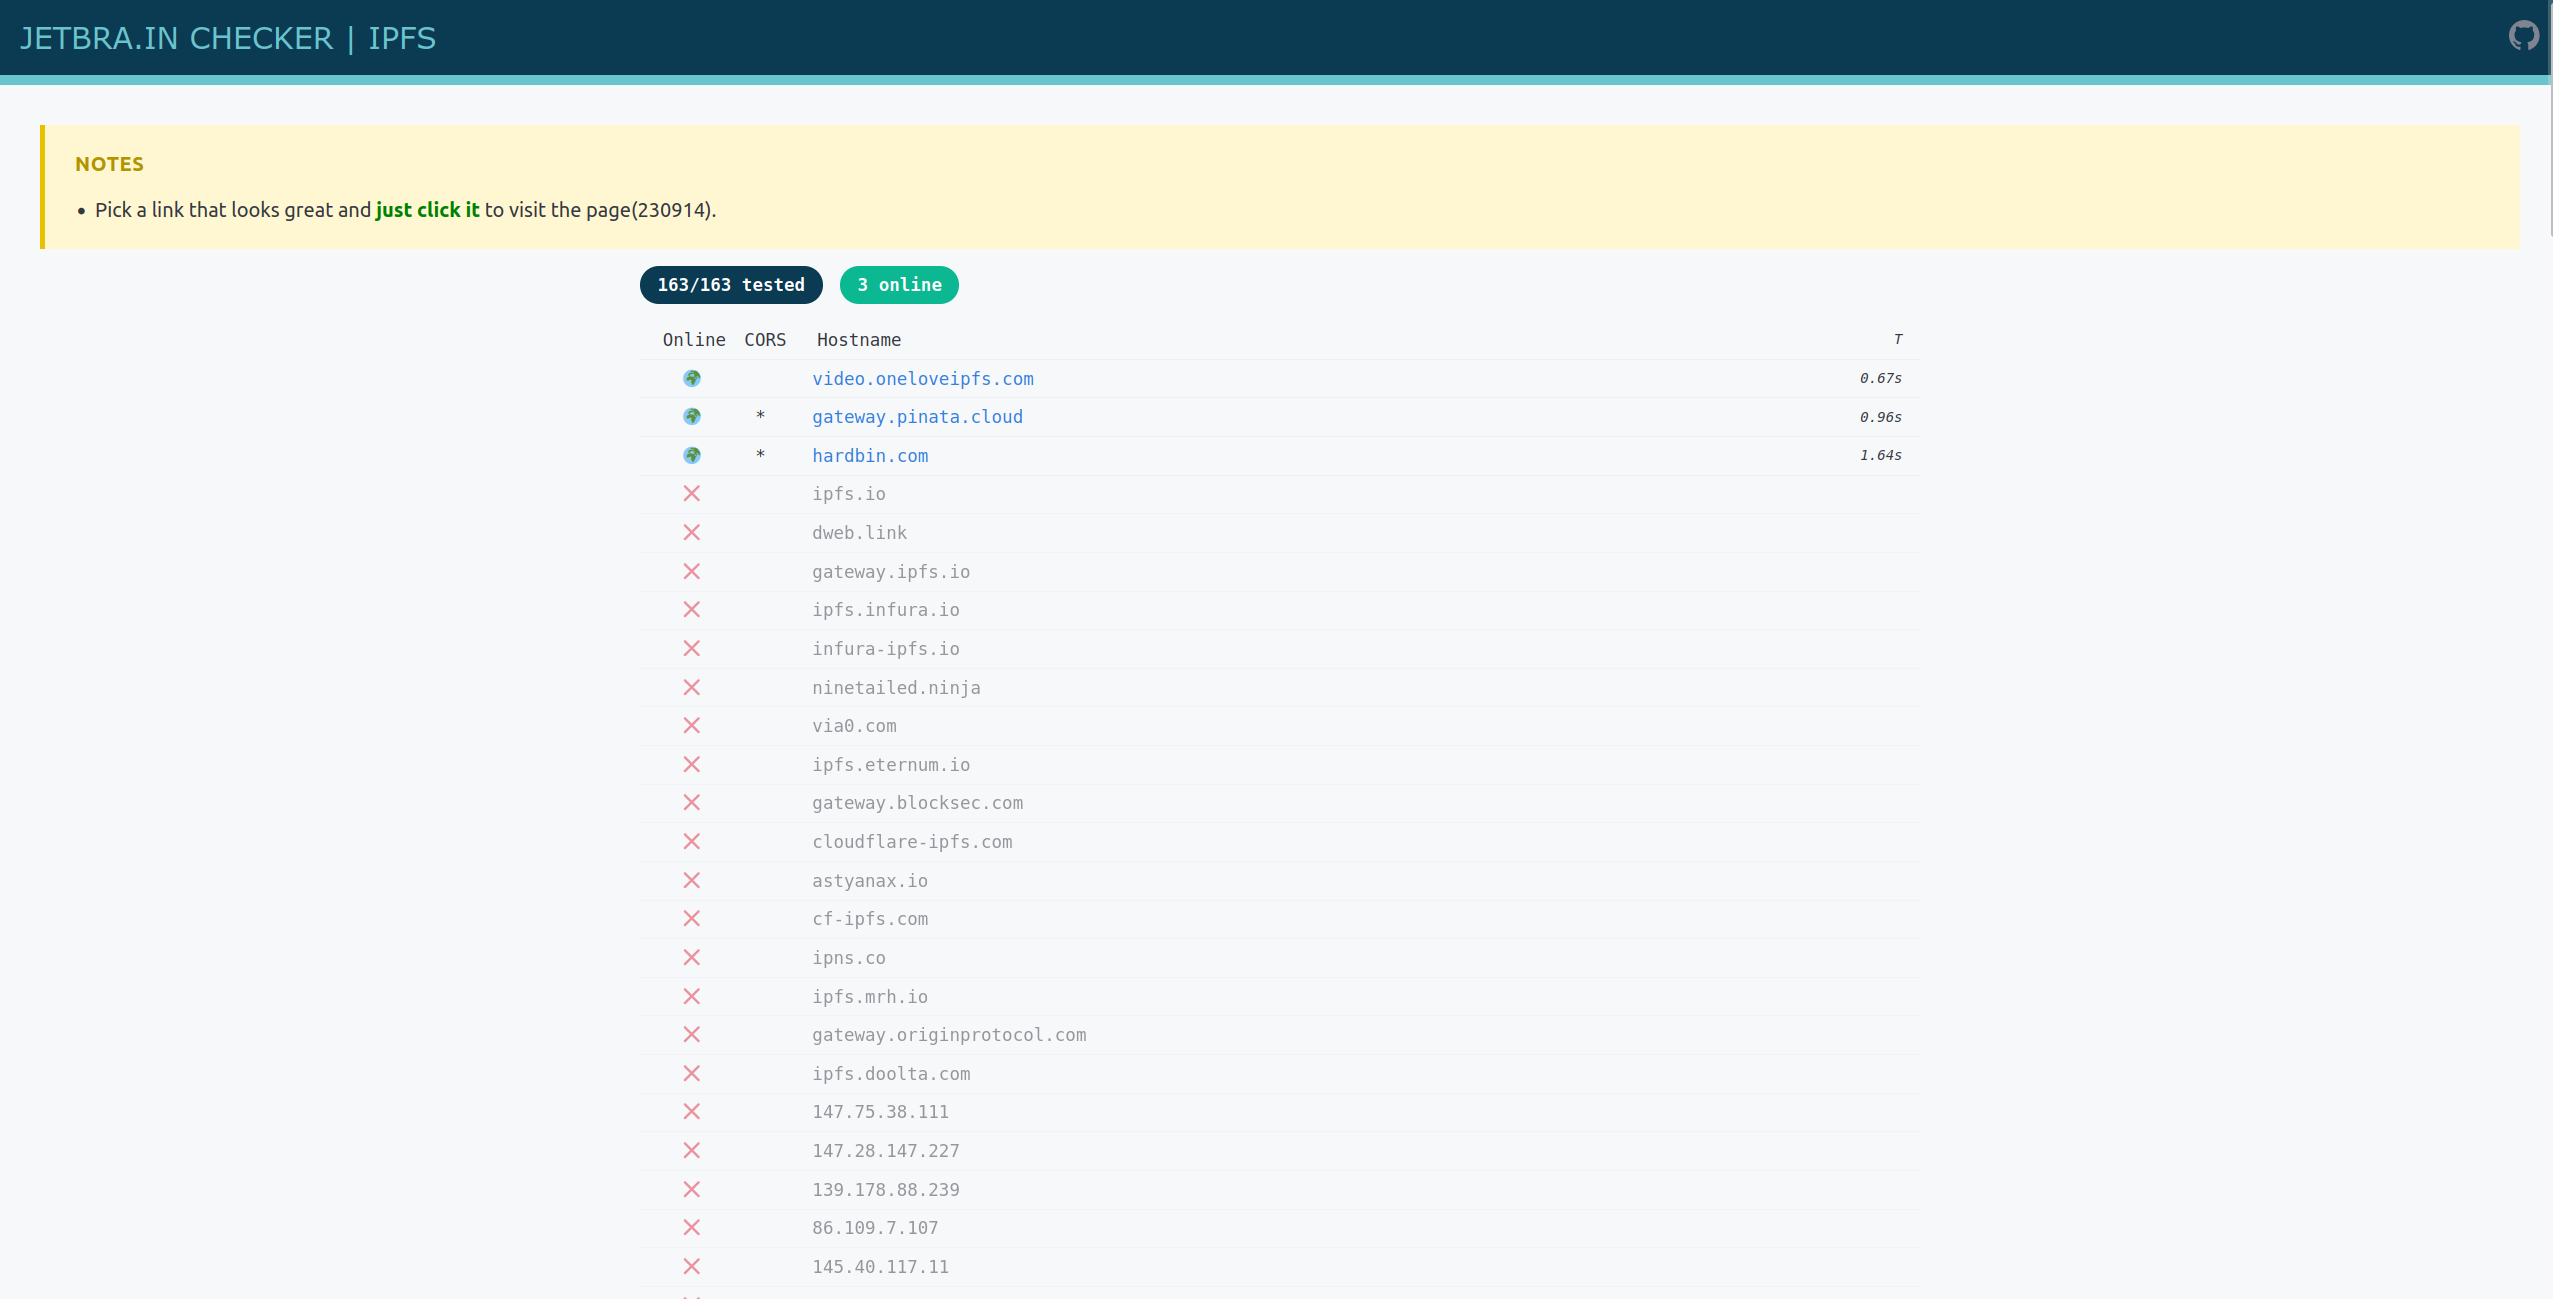 JETBRA.IN CHECKER | IPFS
NOTES
• Pick a link that looks great and just click it to visit the page(230914).
163/163 tested 3 online
Online CORS Hostname T
video.oneloveipfs.com 0.67s
* gateway.pinata.cloud 0.96s
* hardbin.com 1.64s
ipfs.io
dweb.link
gateway.ipfs.io
ipfs.infura.io
infura-ipfs.io
ninetailed.ninja
via0.com
ipfs.eternum.io
gateway.blocksec.com
cloudflare-ipfs.com
astyanax.io
cf-ipfs.com
ipns.co
ipfs.mrh.io
gateway.originprotocol.com
ipfs.doolta.com
147.75.38.111
147.28.147.227
139.178.88.239
86.109.7.107
145.40.117.11